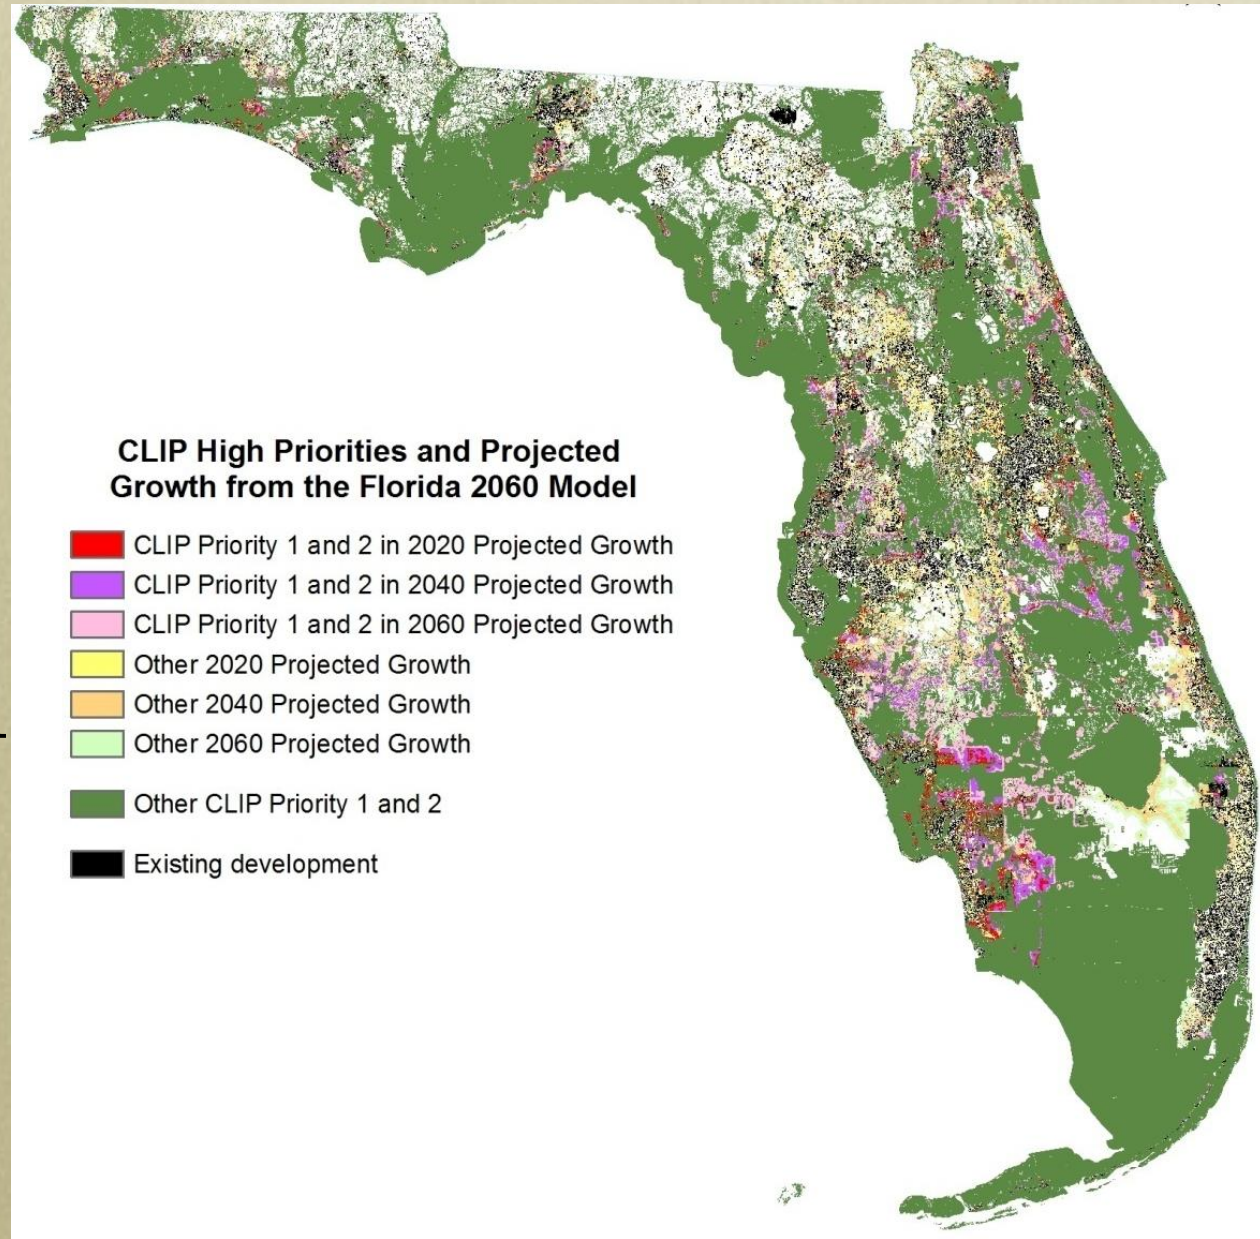 CLIP High Priorities and Projected
Growth from the Florida 2060 Model
CLIP Priority 1 and 2 in 2020 Projected Growth
CLIP Priority 1 and 2 in 2040 Projected Growth
CLIP Priority 1 and 2 in 2060 Projected Growth
Other 2020 Projected Growth
Other 2040 Projected Growth
Other 2060 Projected Growth
Other CLIP Priority 1 and 2
Existing development